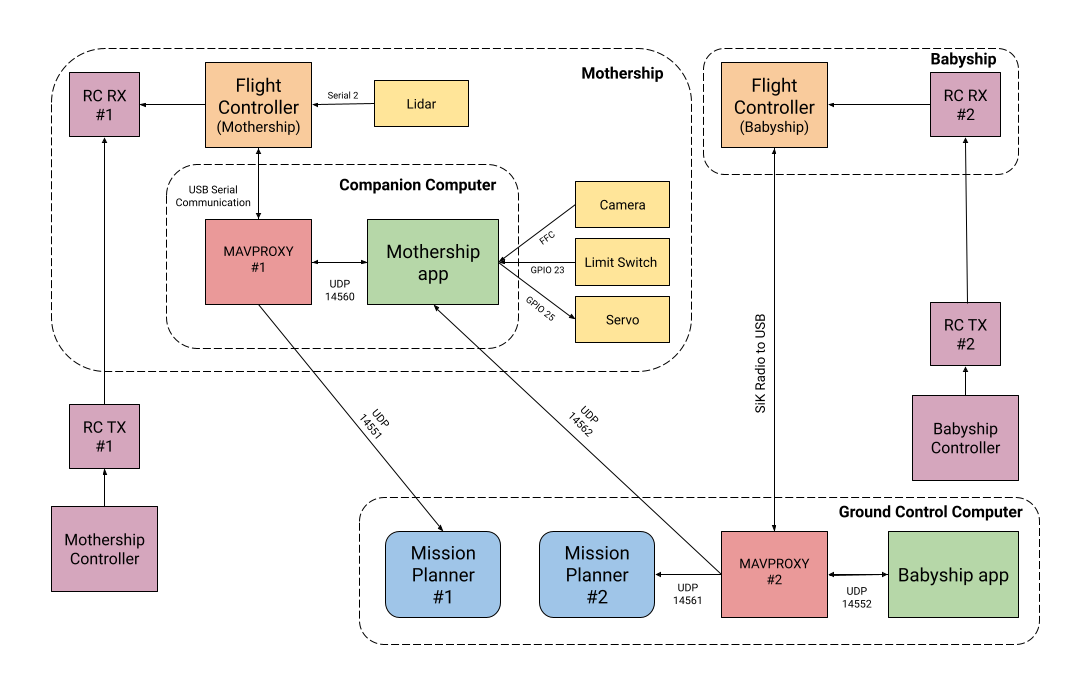 Mothership
RC RX
#1
Flight
Controller
(Mothership)
Serial 2
Lidar
USB Serial
Communication
Companion Computer
MAVPROXY
#1
UDP
14560
Mothership
app
Camera
FFC
Limit Switch
GPIO 23
GPIO 25
Servo
Babyship
Flight
Controller
(Babyship)
RC RX
#2
SiK Radio to USB
RC TX
#2
Babyship
Controller
RC TX
#1
Mothership
Controller
UDP
14551
UDP
14562
Ground Control Computer
Mission
Planner
#1
Mission
Planner
#2
UDP
14561
MAVPROXY
#2
UDP
14552
Babyship app